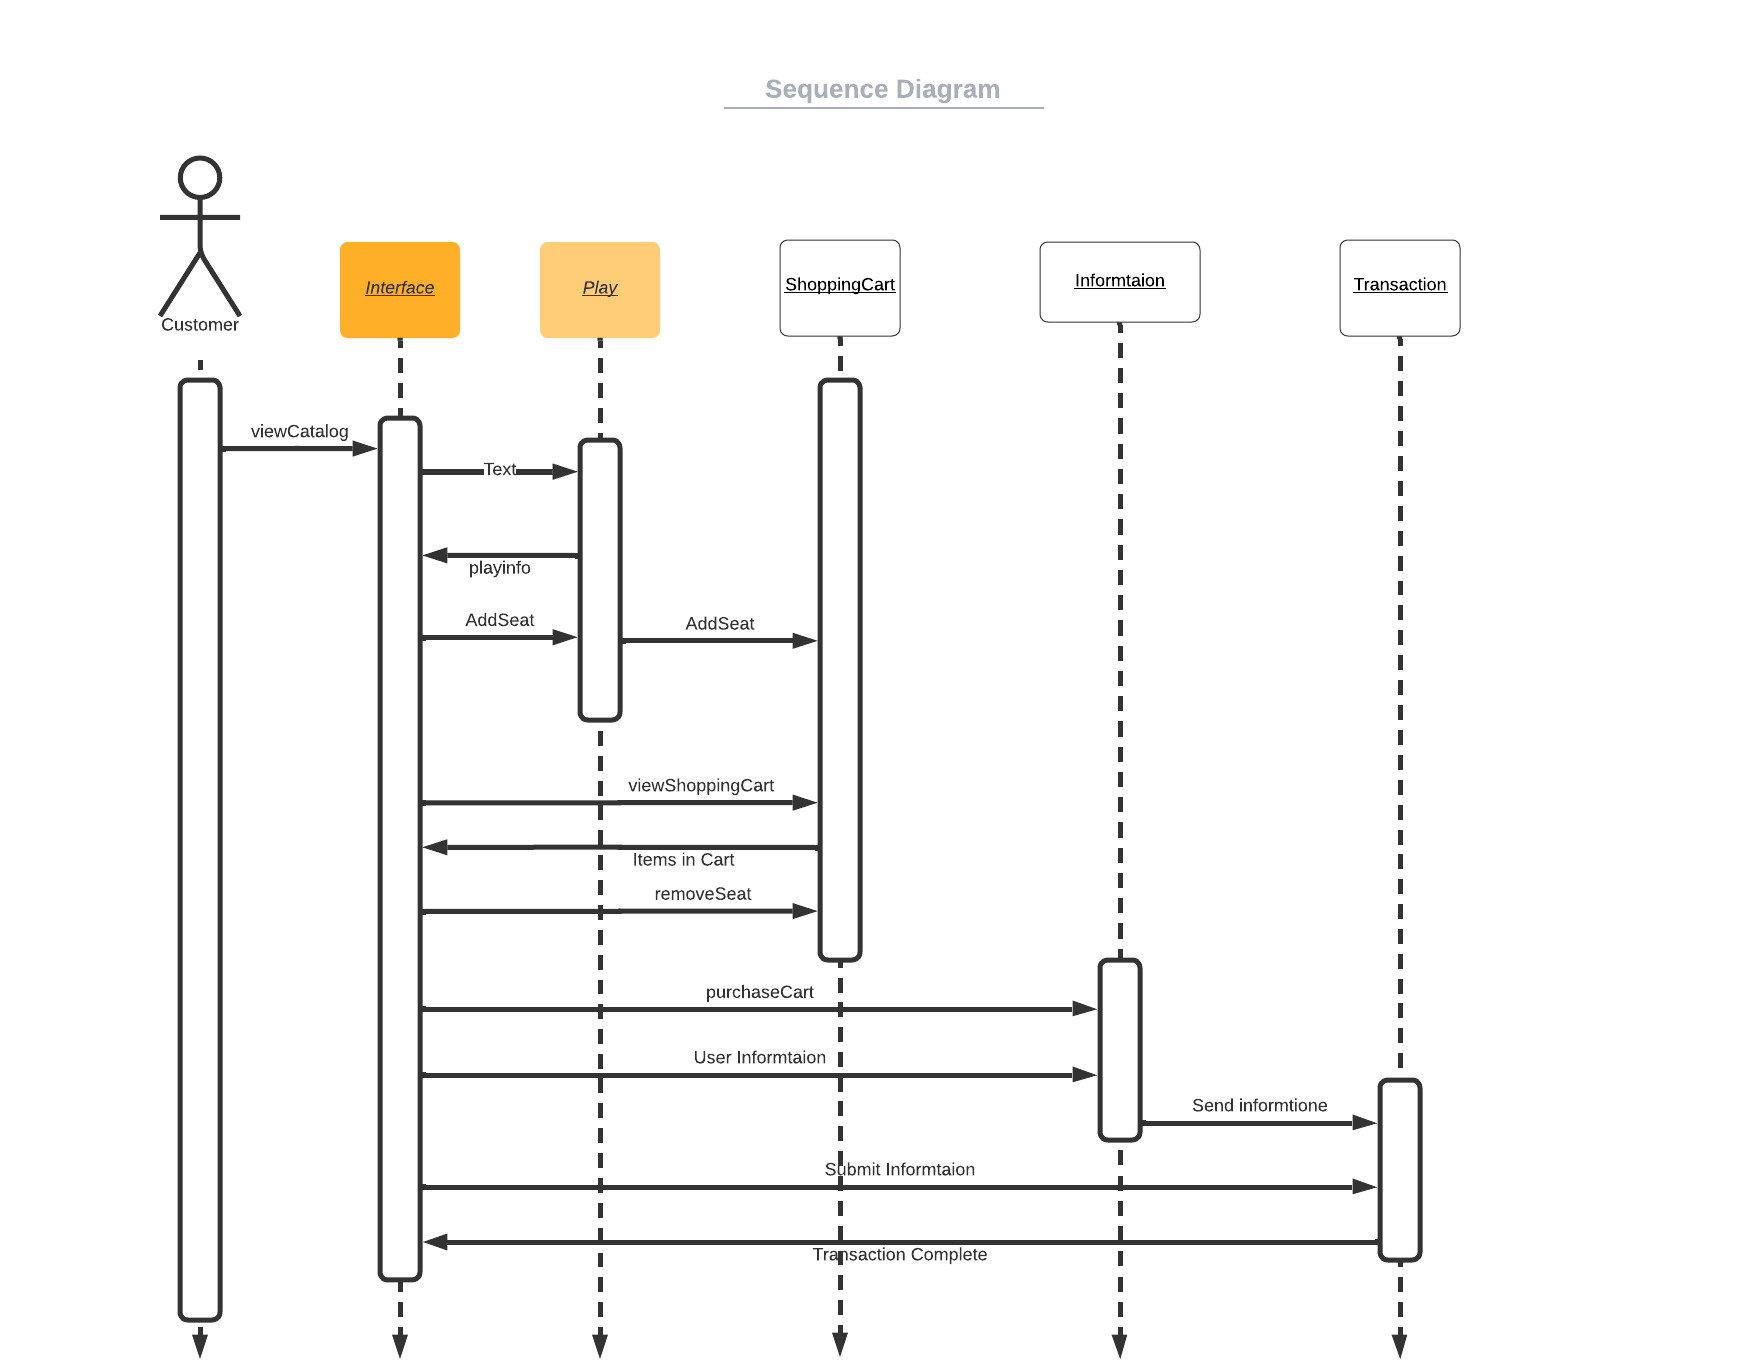 Sequence Diagram
Customer
Interface
Play
ShoppingCart
Informtaion
Transaction
viewCatalog
Text
playinfo
AddSeat
AddSeat
viewShoppingCart
Items in Cart
removeSeat
purchaseCart
User Informtaion
Send informtione
Submit Informtaion
Transaction Complete